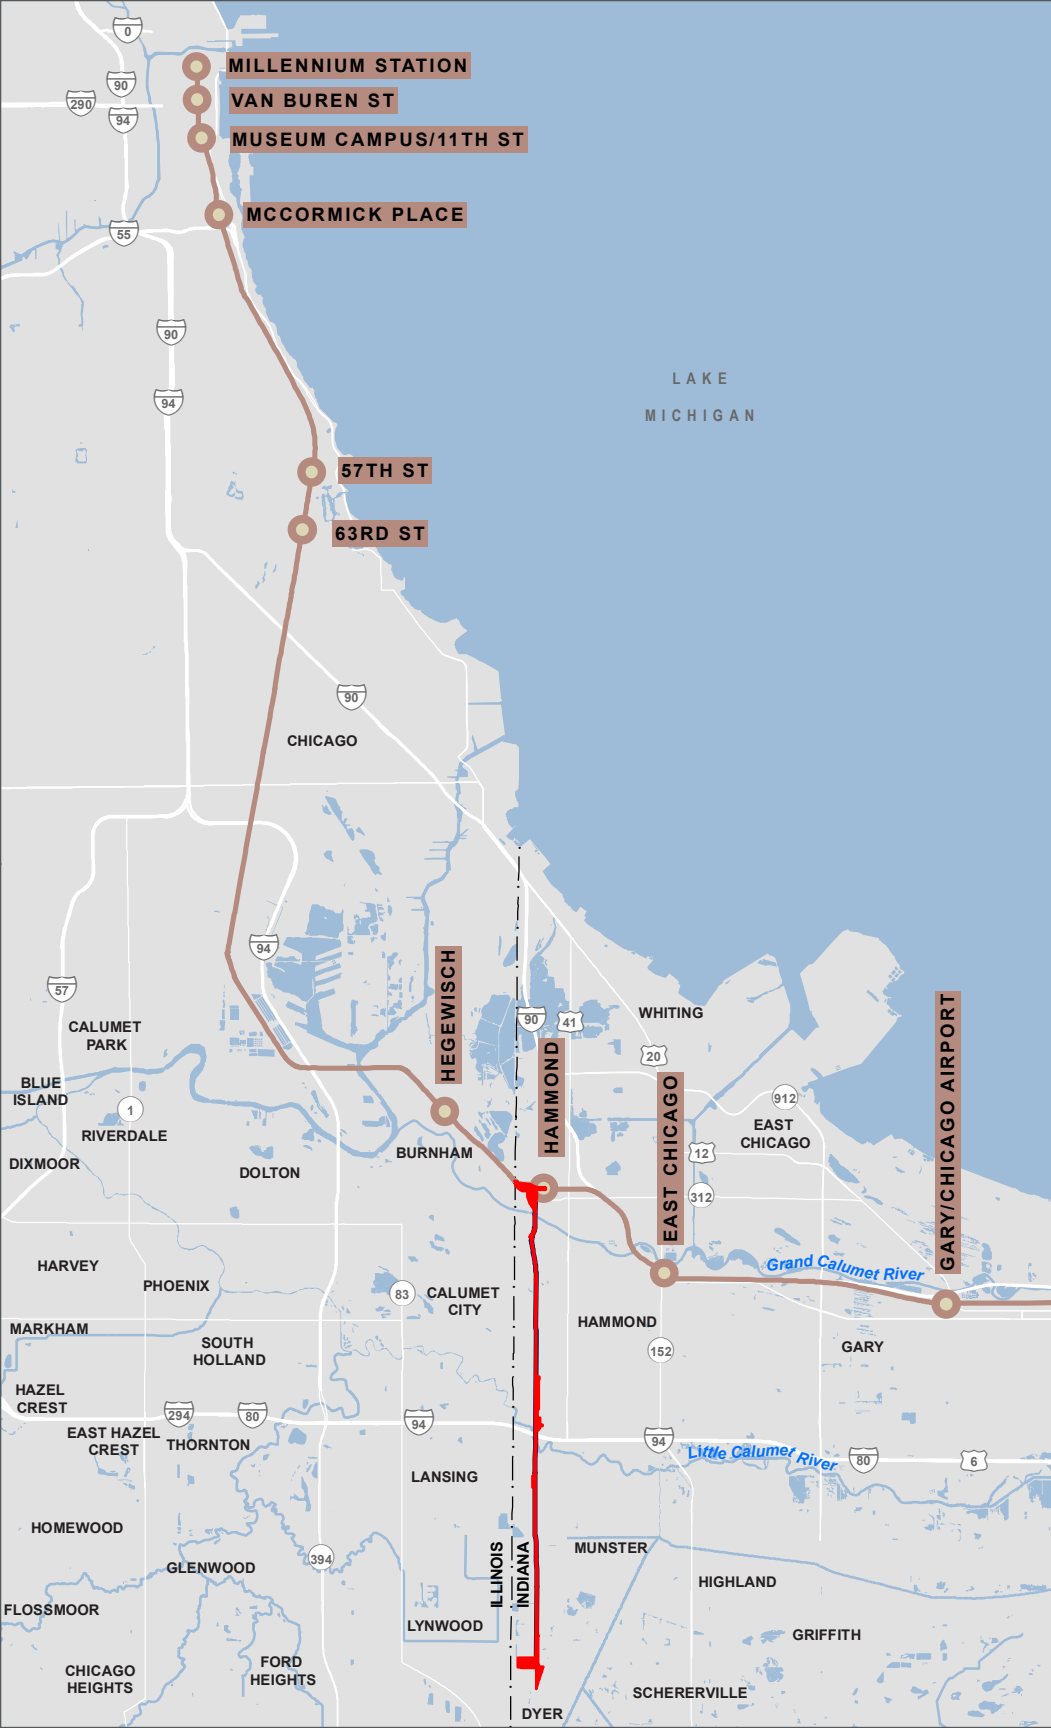 0
MILLENNIUM STATION
90
290
VAN BUREN ST
94
MUSEUM CAMPUS/11TH ST
MCCORMICK PLACE
55
90
LAKE
MICHIGAN
94
57TH ST
63RD ST
90
CHICAGO
94
HEGEWISCH
57
WHITING
90
41
CALUMET
PARK
HAMMOND
20
GARY/CHICAGO AIRPORT
BLUE
ISLAND
912
1
RIVERDALE
EAST CHICAGO
EAST
CHICAGO
BURNHAM
12
DIXMOOR
DOLTON
312
HARVEY
Grand Calumet River
PHOENIX
83
CALUMET
CITY
MARKHAM
HAMMOND
SOUTH
HOLLAND
152
GARY
HAZEL
CREST
294
80
94
EAST HAZEL
CREST
THORNTON
94
Little Calumet River
80
6
LANSING
HOMEWOOD
394
ILLINOIS
INDIANA
MUNSTER
GLENWOOD
HIGHLAND
FLOSSMOOR
LYNWOOD
GRIFFITH
CHICAGO
HEIGHTS
FORD
HEIGHTS
SCHERERVILLE
DYER